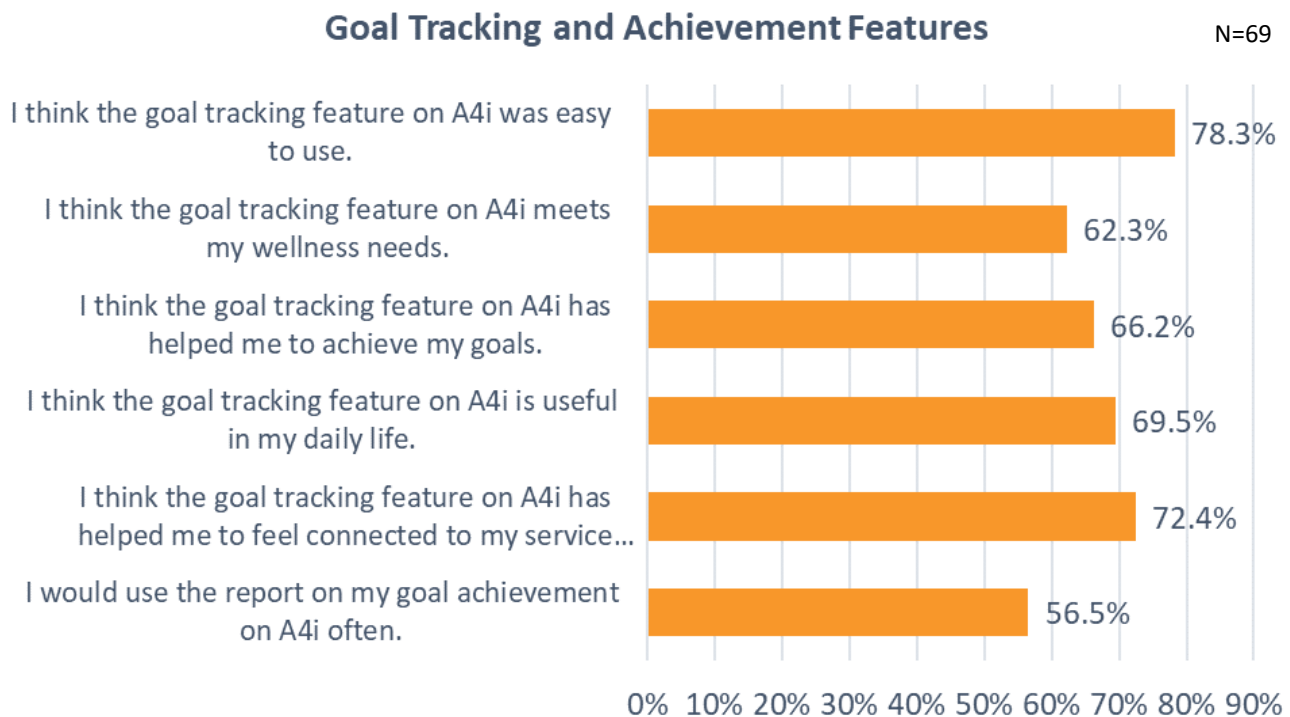 Goal Tracking and Achievement Features
N=69
I think the goal tracking feature on A4i was easy
to use.
78.3%
I think the goal tracking feature on A4i meets
my wellness needs.
62.3%
I think the goal tracking feature on A4i has
helped me to achieve my goals.
66.2%
I think the goal tracking feature on A4i is useful
in my daily life.
69.5%
I think the goal tracking feature on A4i has
helped me to feel connected to my service...
72.4%
I would use the report on my goal achievement
on A4i often.
56.5%
0% 10% 20% 30% 40% 50% 60% 70% 80% 90%